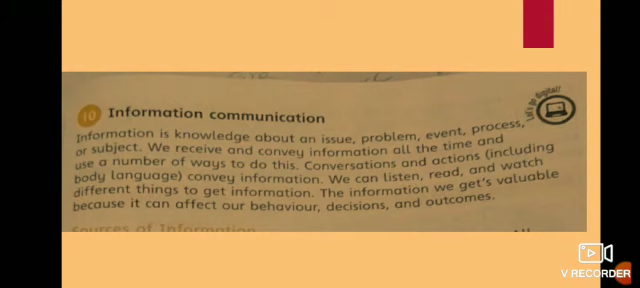 10 Information communication
Let's go digital!
Information is knowledge about an issue, problem, event, process,
or subject. We receive and convey information all the time and
use a number of ways to do this. Conversations and actions (including
body language) convey information. We can listen, read, and watch
different things to get information. The information we get's valuable
because it can affect our behaviour, decisions, and outcomes.
Sources of Information
V RECORDER